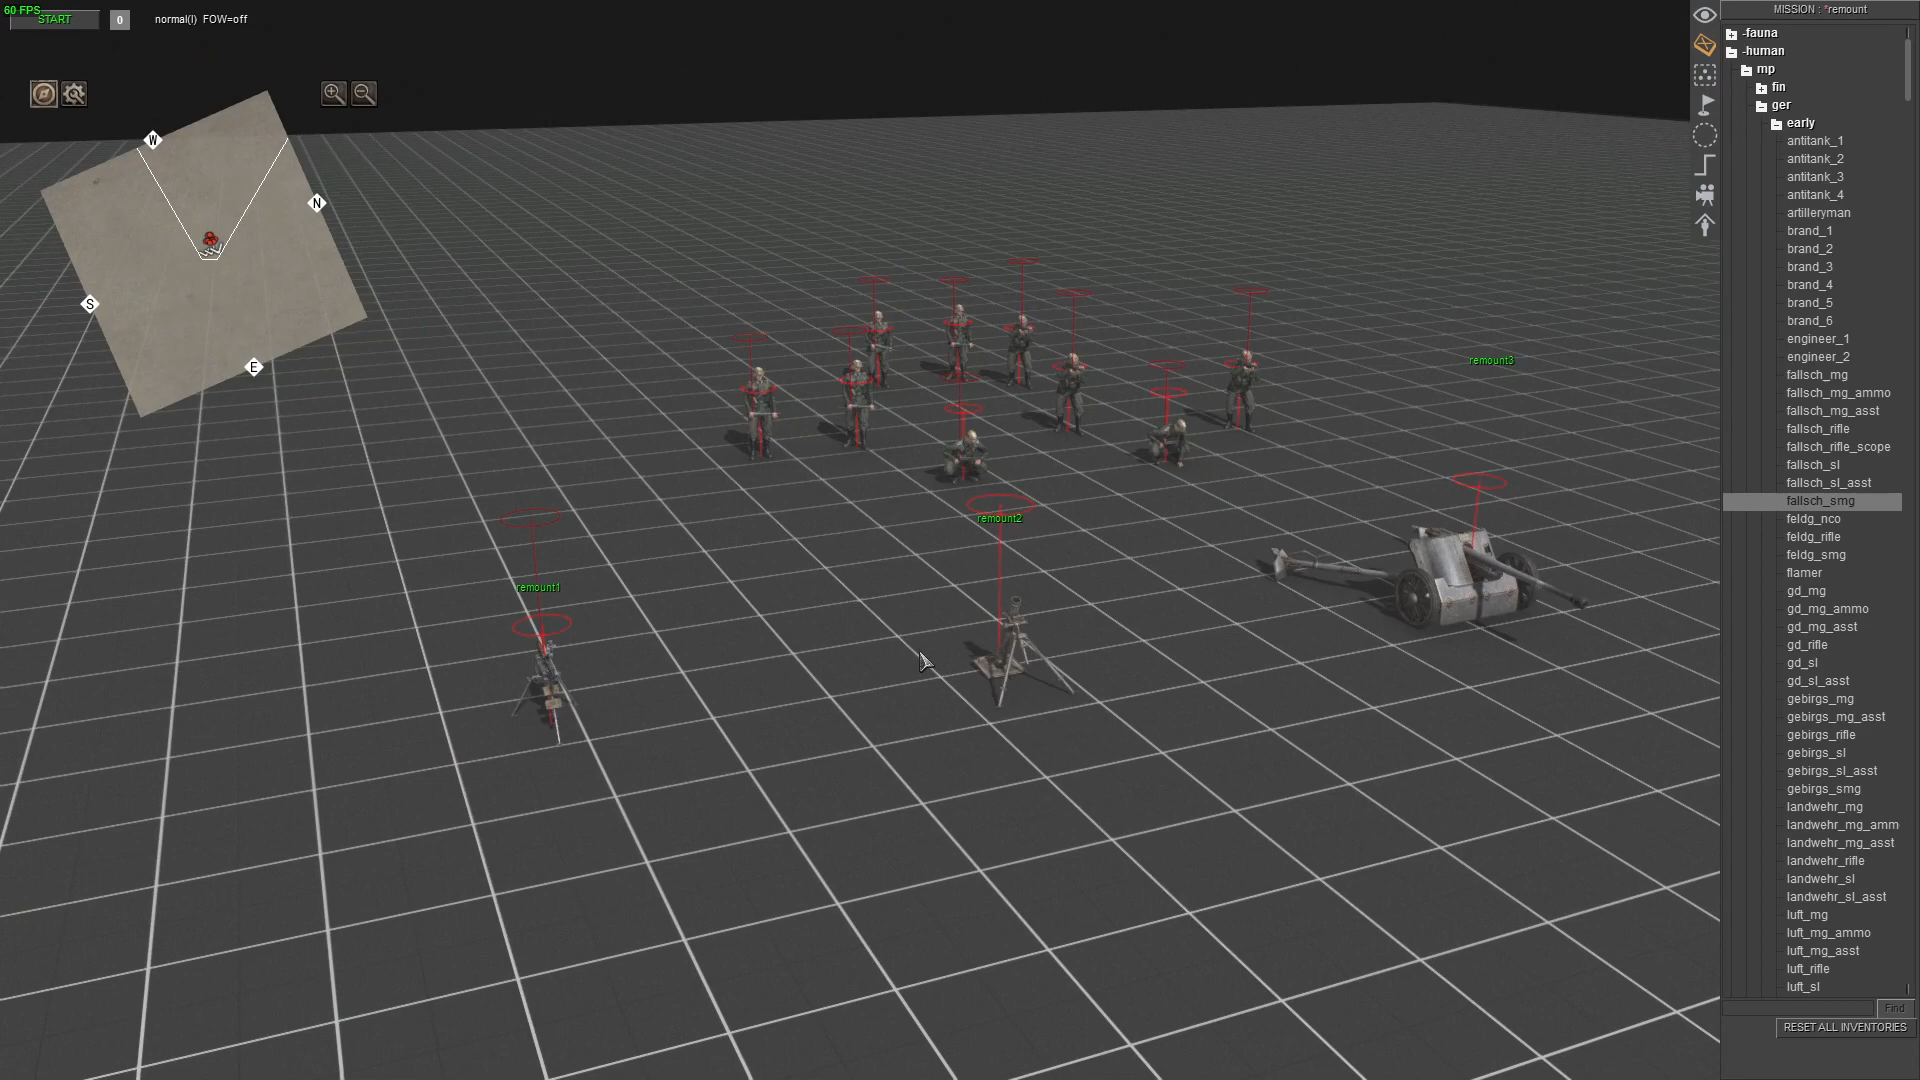 60 FPS
START
0
normal(l) FOW=off
W
N
S
E
remount3
remount2
remount1
MISSION : *remount
-fauna
-human
mp
fin
ger
early
antitank_1
antitank_2
antitank_3
antitank_4
artilleryman
brand_1
brand_2
brand_3
brand_4
brand_5
brand_6
engineer_1
engineer_2
fallsch_mg
fallsch_mg_ammo
fallsch_mg_asst
fallsch_rifle
fallsch_rifle_scope
fallsch_sl
fallsch_sl_asst
fallsch_smg
feldg_nco
feldg_rifle
feldg_smg
flamer
gd_mg
gd_mg_ammo
gd_mg_asst
gd_rifle
gd_sl
gd_sl_asst
gebirgs_mg
gebirgs_mg_asst
gebirgs_rifle
gebirgs_sl
gebirgs_sl_asst
gebirgs_smg
landwehr_mg
landwehr_mg_amm
landwehr_mg_asst
landwehr_rifle
landwehr_sl
landwehr_sl_asst
luft_mg
luft_mg_ammo
luft_mg_asst
luft_rifle
luft_sl
Find
RESET ALL INVENTORIES